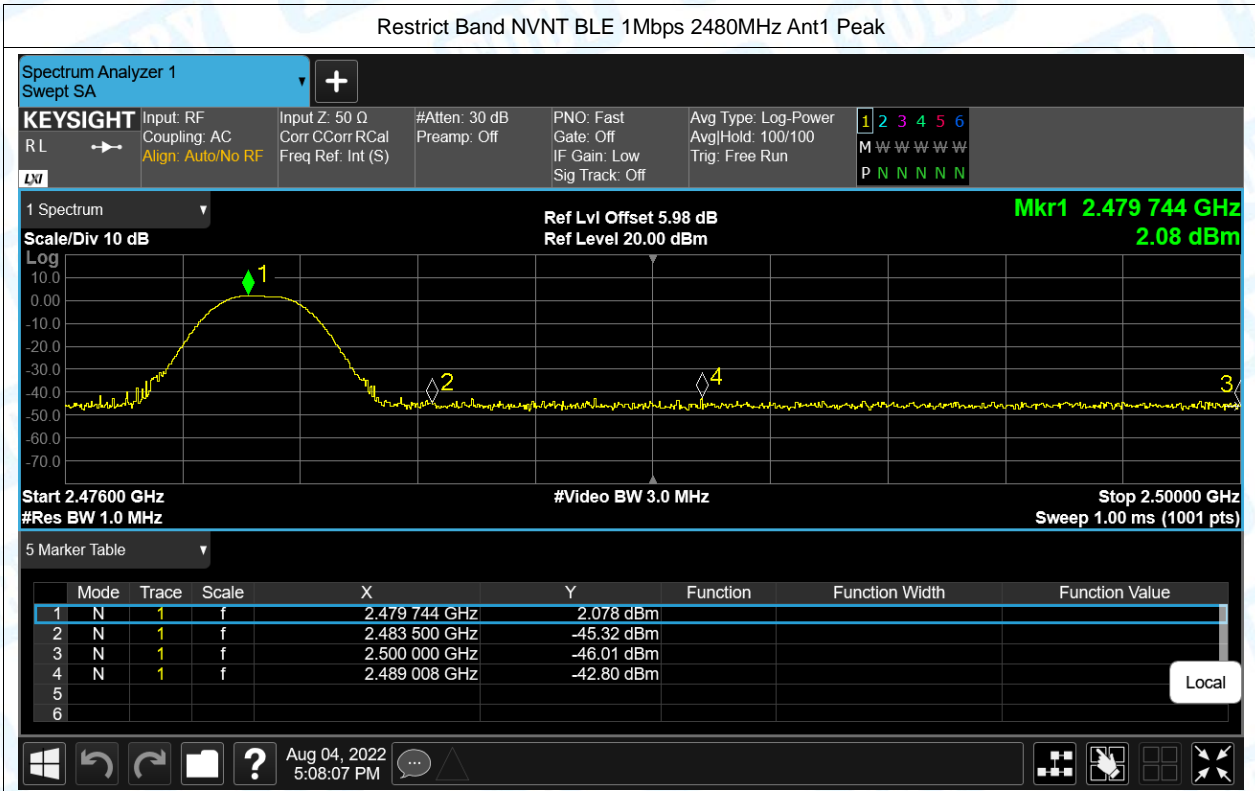 Restrict Band NVNT BLE 1Mbps 2480MHz Ant1 Peak
Spectrum Analyzer 1
Swept SA
KEYSIGHT Input: RF Input Z: 50 Ω #Atten: 30 dB PNO: Fast Avg Type: Log-Power 1 2 3 4 5 6
R L Coupling: AC Corr CCorr RCal Preamp: Off Gate: Off Avg|Hold: 100/100 M W W W W W
Align: Auto/No RF Freq Ref: Int (S) IF Gain: Low Trig: Free Run
LXI Sig Track: Off P N N N N N
1 Spectrum Ref Lvl Offset 5.98 dB Mkr1 2.479 744 GHz
Scale/Div 10 dB Ref Level 20.00 dBm 2.08 dBm
Log
10.0
0.00
-10.0
-20.0
-30.0
-40.0
-50.0
-60.0
-70.0
1
2
4
3
Start 2.47600 GHz #Video BW 3.0 MHz Stop 2.50000 GHz
#Res BW 1.0 MHz Sweep 1.00 ms (1001 pts)
5 Marker Table
Mode Trace Scale X Y Function Function Width Function Value
1 N 1 f 2.479 744 GHz 2.078 dBm
2 N 1 f 2.483 500 GHz -45.32 dBm
3 N 1 f 2.500 000 GHz -46.01 dBm
4 N 1 f 2.489 008 GHz -42.80 dBm
5
6
Local
Aug 04, 2022
5:08:07 PM